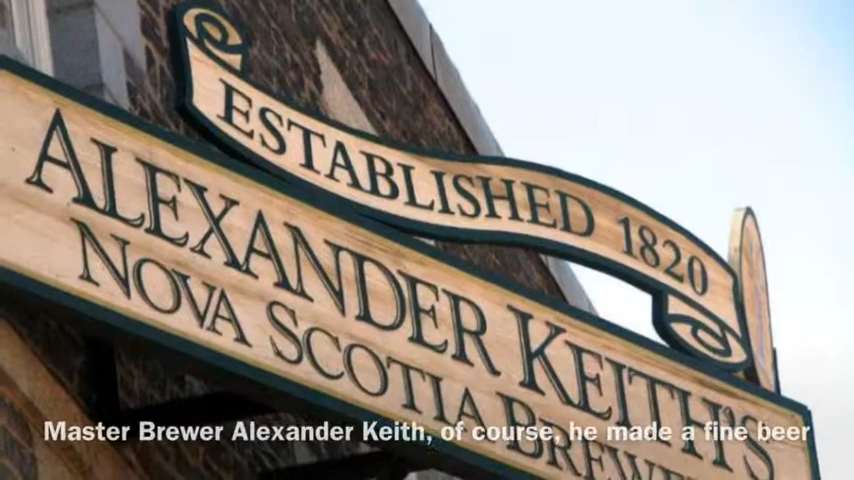 ESTABLISHED 1820
ALEXANDER KEITH'S
NOVA SCOTIA
Master Brewer Alexander Keith, of course, he made a fine beer